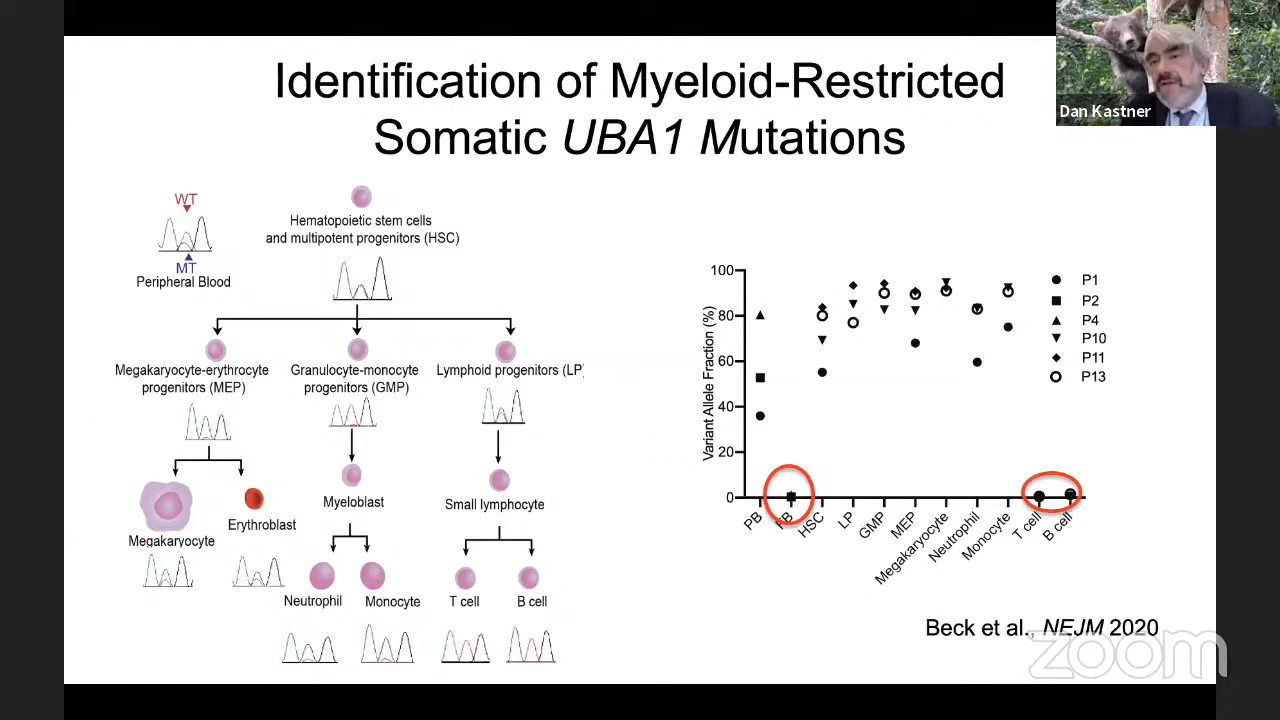 Identification of Myeloid-Restricted
Somatic UBA1 Mutations
Dan Kastner
WT
MT
Peripheral Blood
Hematopoietic stem cells
and multipotent progenitors (HSC)
Megakaryocyte-erythrocyte
progenitors (MEP)
Granulocyte-monocyte
progenitors (GMP)
Lymphoid progenitors (LP)
Megakaryocyte
Erythroblast
Myeloblast
Small lymphocyte
Neutrophil
Monocyte
T cell
B cell
Variant Allele Fraction (%)
100
80
60
40
20
0
PB
FB
HSC
LP
GMP
MEP
Megakaryocyte
Neutrophil
Monocyte
T cell
B cell
P1
P2
P4
P10
P11
P13
Beck et al., NEJM 2020
zoom